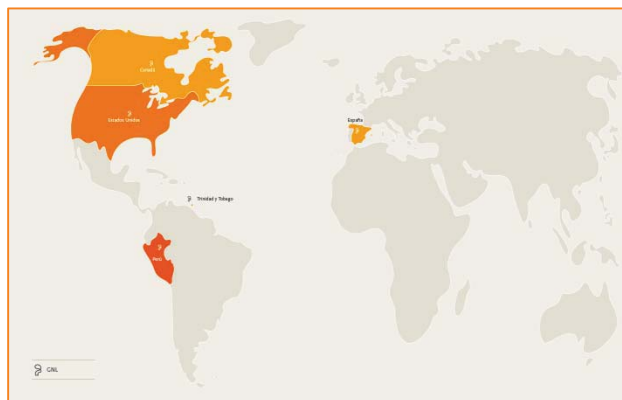 Canadá
Estados Unidos
España
Trinidad y Tobago
Perú
GNL